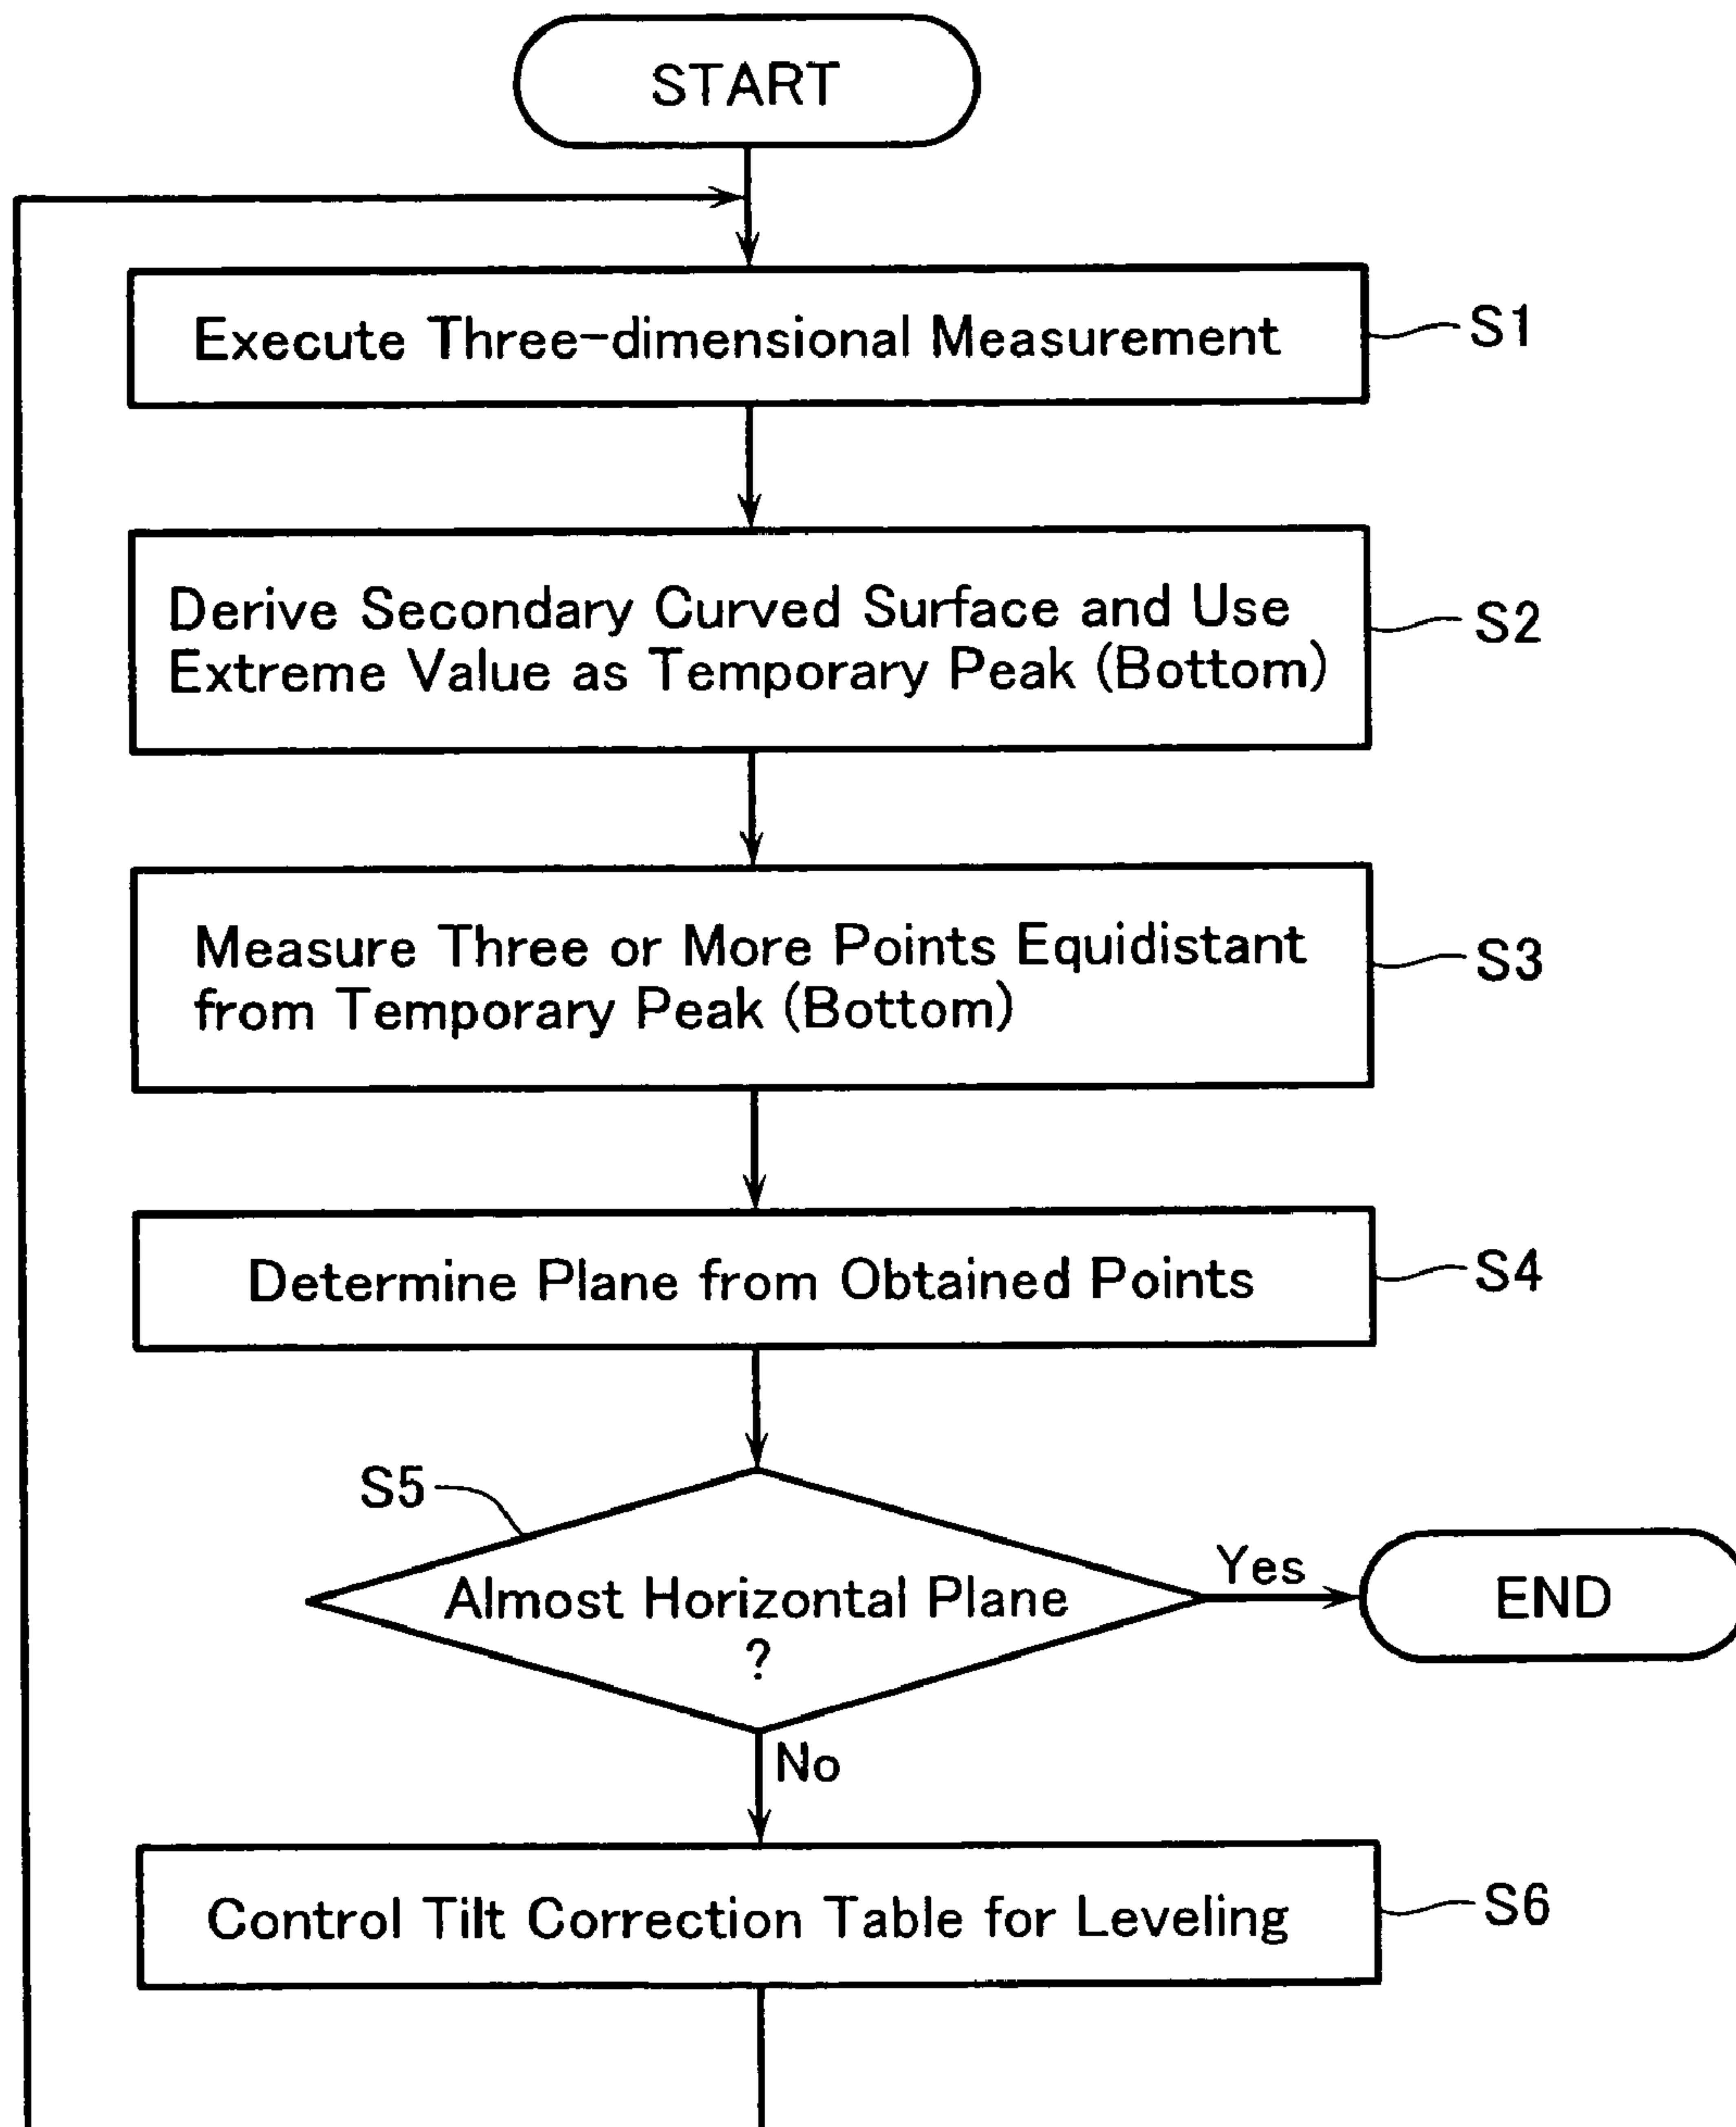 START
Execute Three-dimensional Measurement
S1
Derive Secondary Curved Surface and Use
Extreme Value as Temporary Peak (Bottom)
S2
Measure Three or More Points Equidistant
from Temporary Peak (Bottom)
S3
Determine Plane from Obtained Points
S4
S5
Almost Horizontal Plane
?
Yes
END
No
Control Tilt Correction Table for Leveling
S6